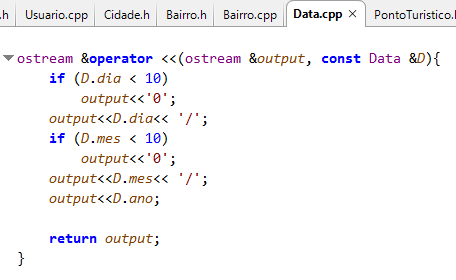 .h Usuario.cpp Cidade.h Bairro.h Bairro.cpp Data.cpp PontoTuristico.h
ostream &operator <<(ostream &output, const Data &D){
    if (D.dia < 10)
        output<<'0';
    output<<D.dia<< '/';
    if (D.mes < 10)
        output<<'0';
    output<<D.mes<< '/';
    output<<D.ano;

    return output;
}